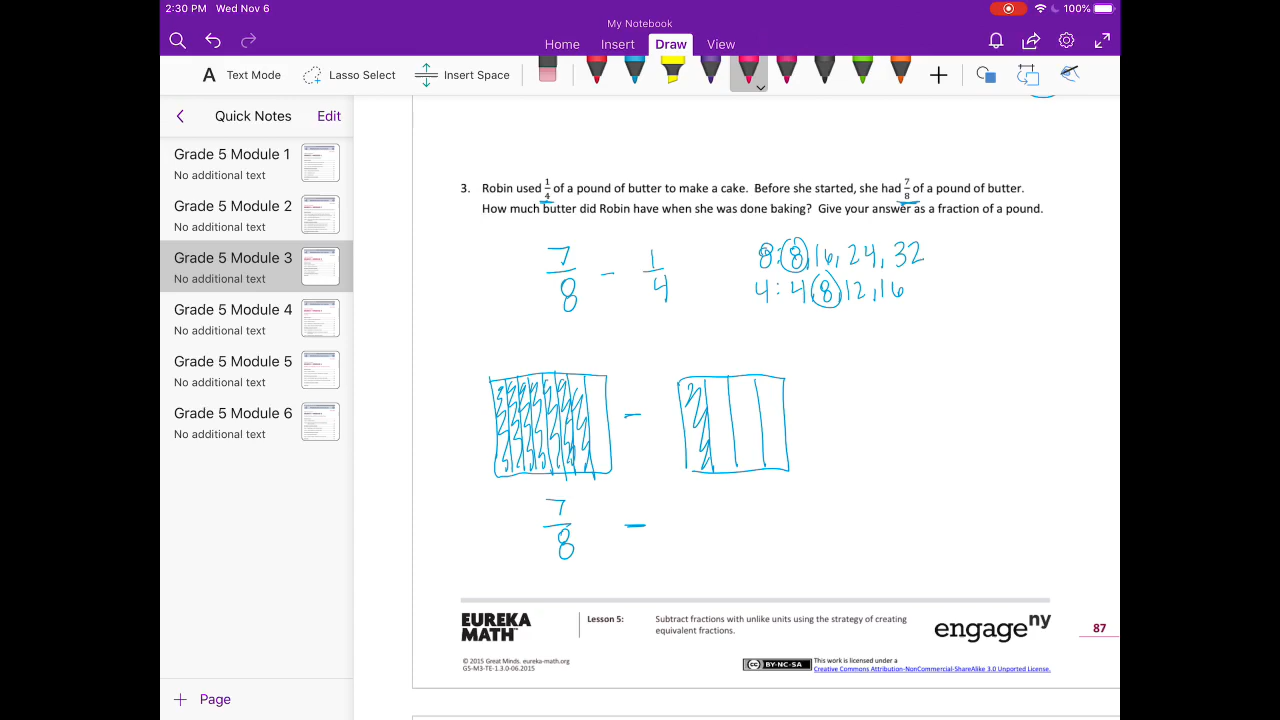 2:30 PM Wed Nov 6
100%
My Notebook
Home Insert Draw View
A Text Mode Lasso Select Insert Space
Quick Notes Edit
Grade 5 Module 1
No additional text
Grade 5 Module 2
No additional text
Grade 5 Module 3
No additional text
Grade 5 Module 4
No additional text
Grade 5 Module 5
No additional text
Grade 5 Module 6
No additional text
+ Page
3. Robin used 1/4 of a pound of butter to make a cake. Before she started, she had 7/8 of a pound of butter.
How much butter did Robin have when she was done baking? Give your answer as a fraction of a pound.
7/8 - 1/4
8: 8, 16, 24, 32
4: 4, 8, 12, 16
-
7/8 -
EUREKA
MATH™
Lesson 5: Subtract fractions with unlike units using the strategy of creating
equivalent fractions.
engageny
87
© 2015 Great Minds. eureka-math.org
G5-M3-TE-1.3.0-06.2015
cc BY-NC-SA
This work is licensed under a
Creative Commons Attribution-NonCommercial-ShareAlike 3.0 Unported License.